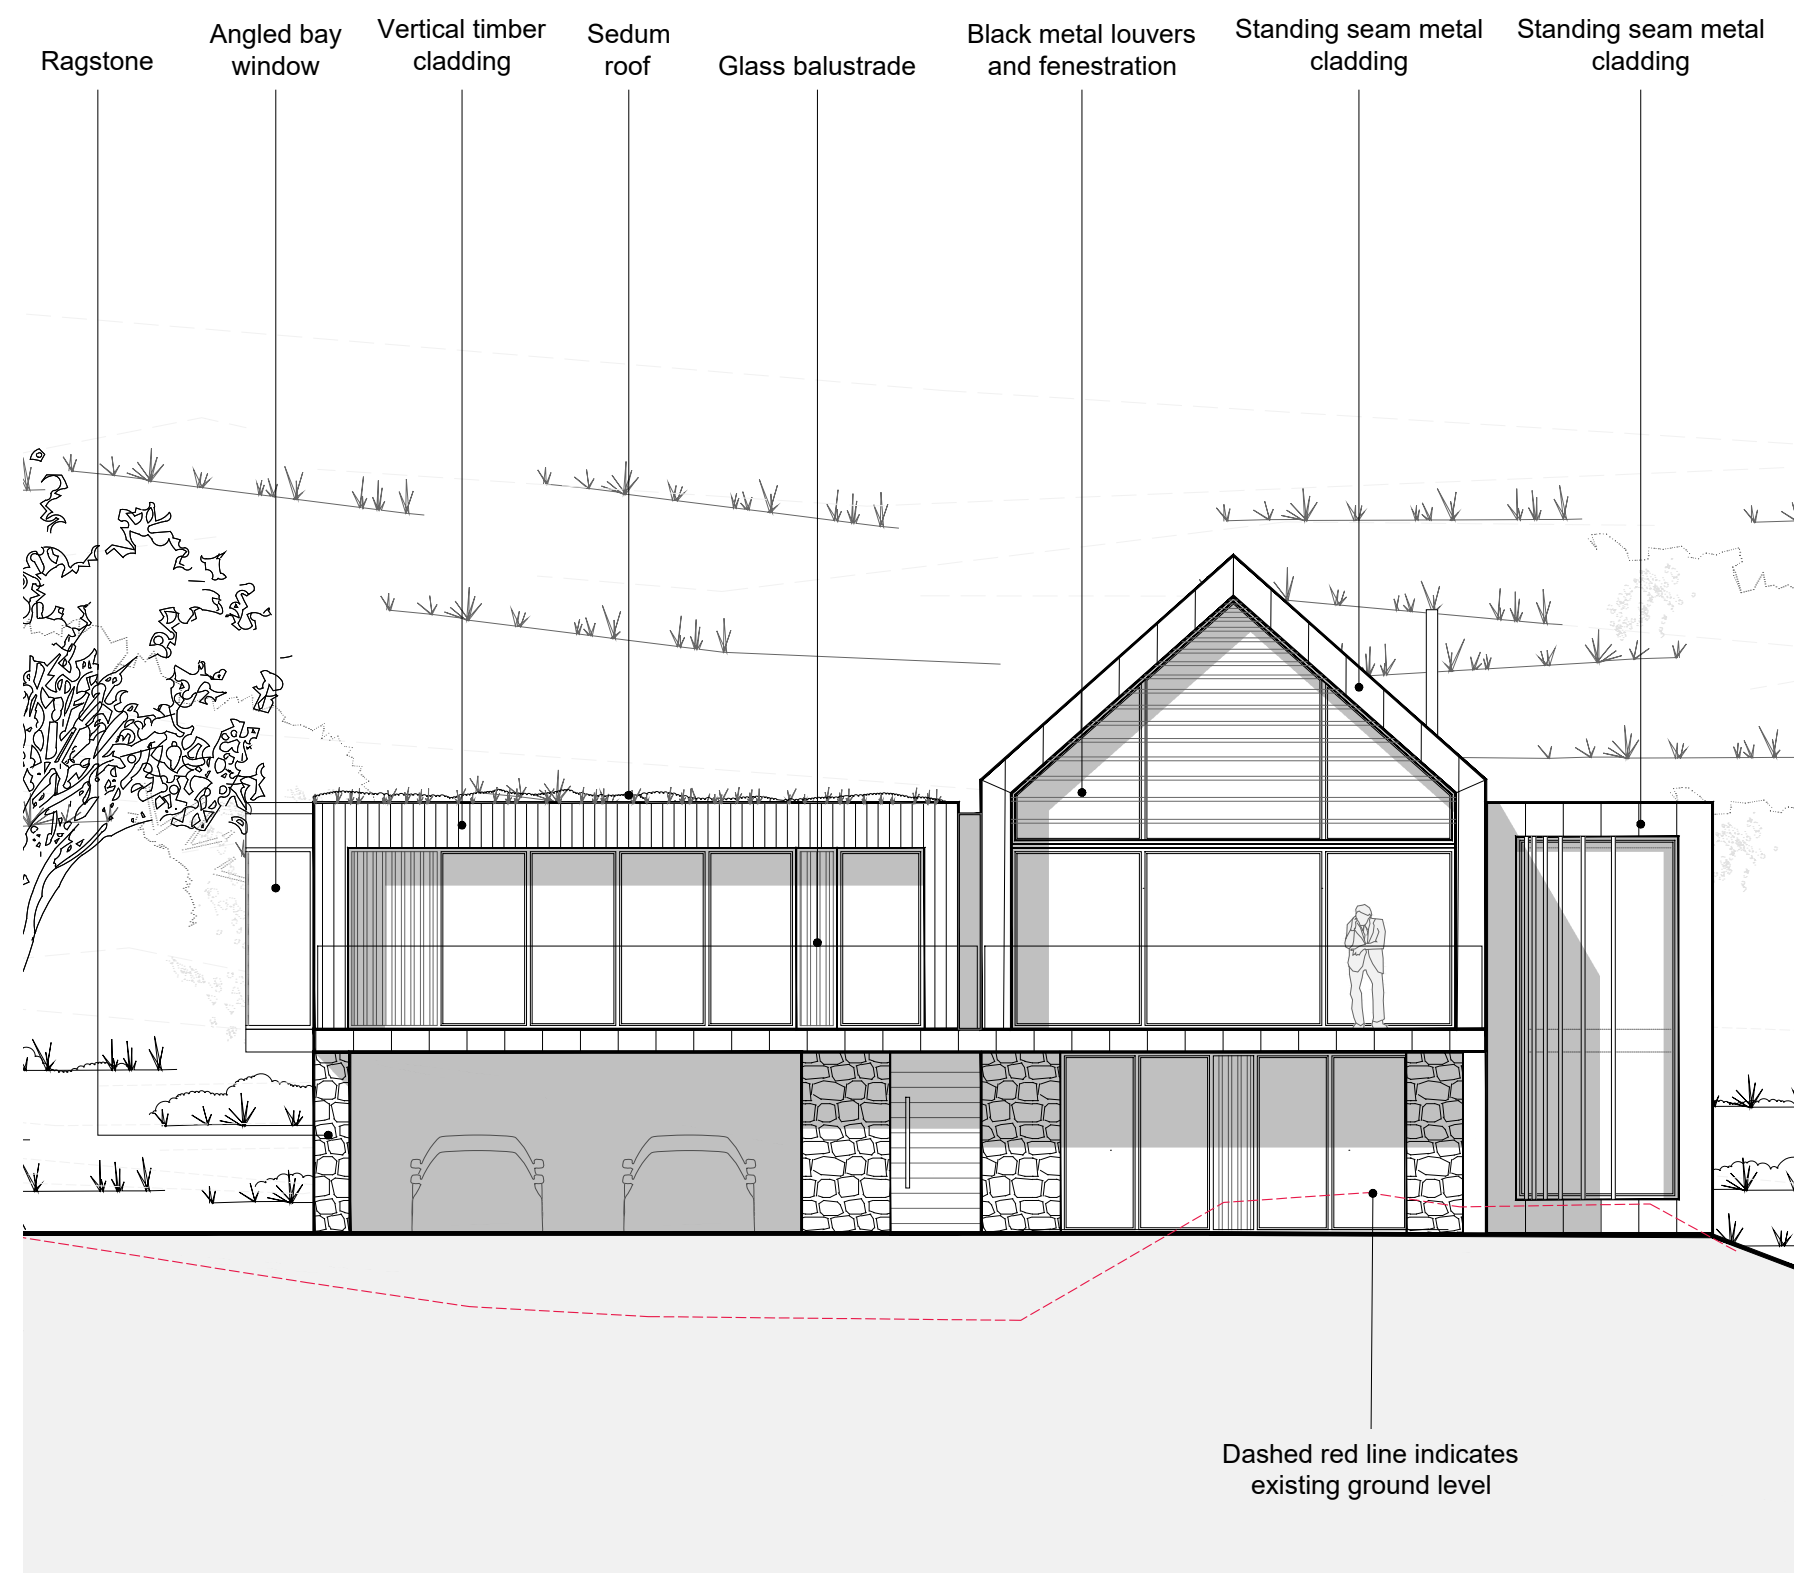 Ragstone
Angled bay
window
Vertical timber
cladding
Sedum
roof
Glass balustrade
Black metal louvers
and fenestration
Standing seam metal
cladding
Standing seam metal
cladding
Dashed red line indicates
existing ground level